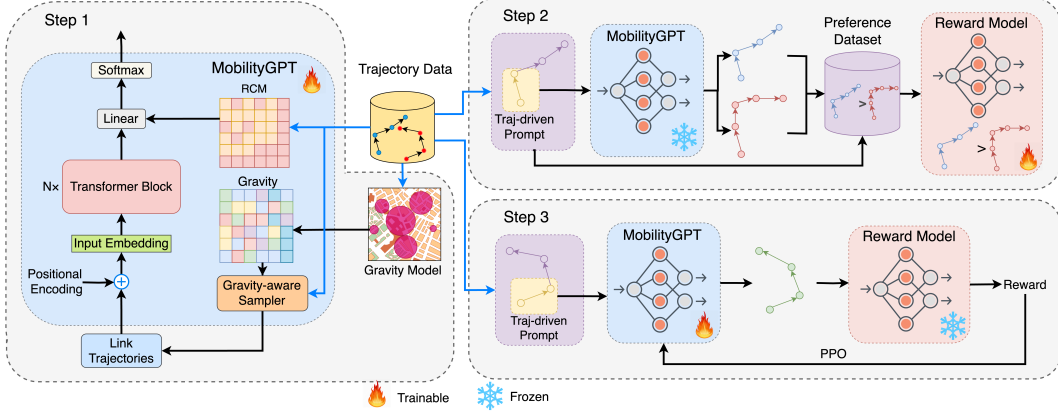 Step 1
Softmax
MobilityGPT
RCM
Linear
N×
Transformer Block
Gravity
Input Embedding
Positional
Encoding
+
Gravity-aware
Sampler
Link
Trajectories
Trajectory Data
Gravity Model
Step 2
Traj-driven
Prompt
MobilityGPT
Preference
Dataset
>
Reward Model
>
Step 3
Traj-driven
Prompt
MobilityGPT
Reward Model
Reward
PPO
Trainable
Frozen